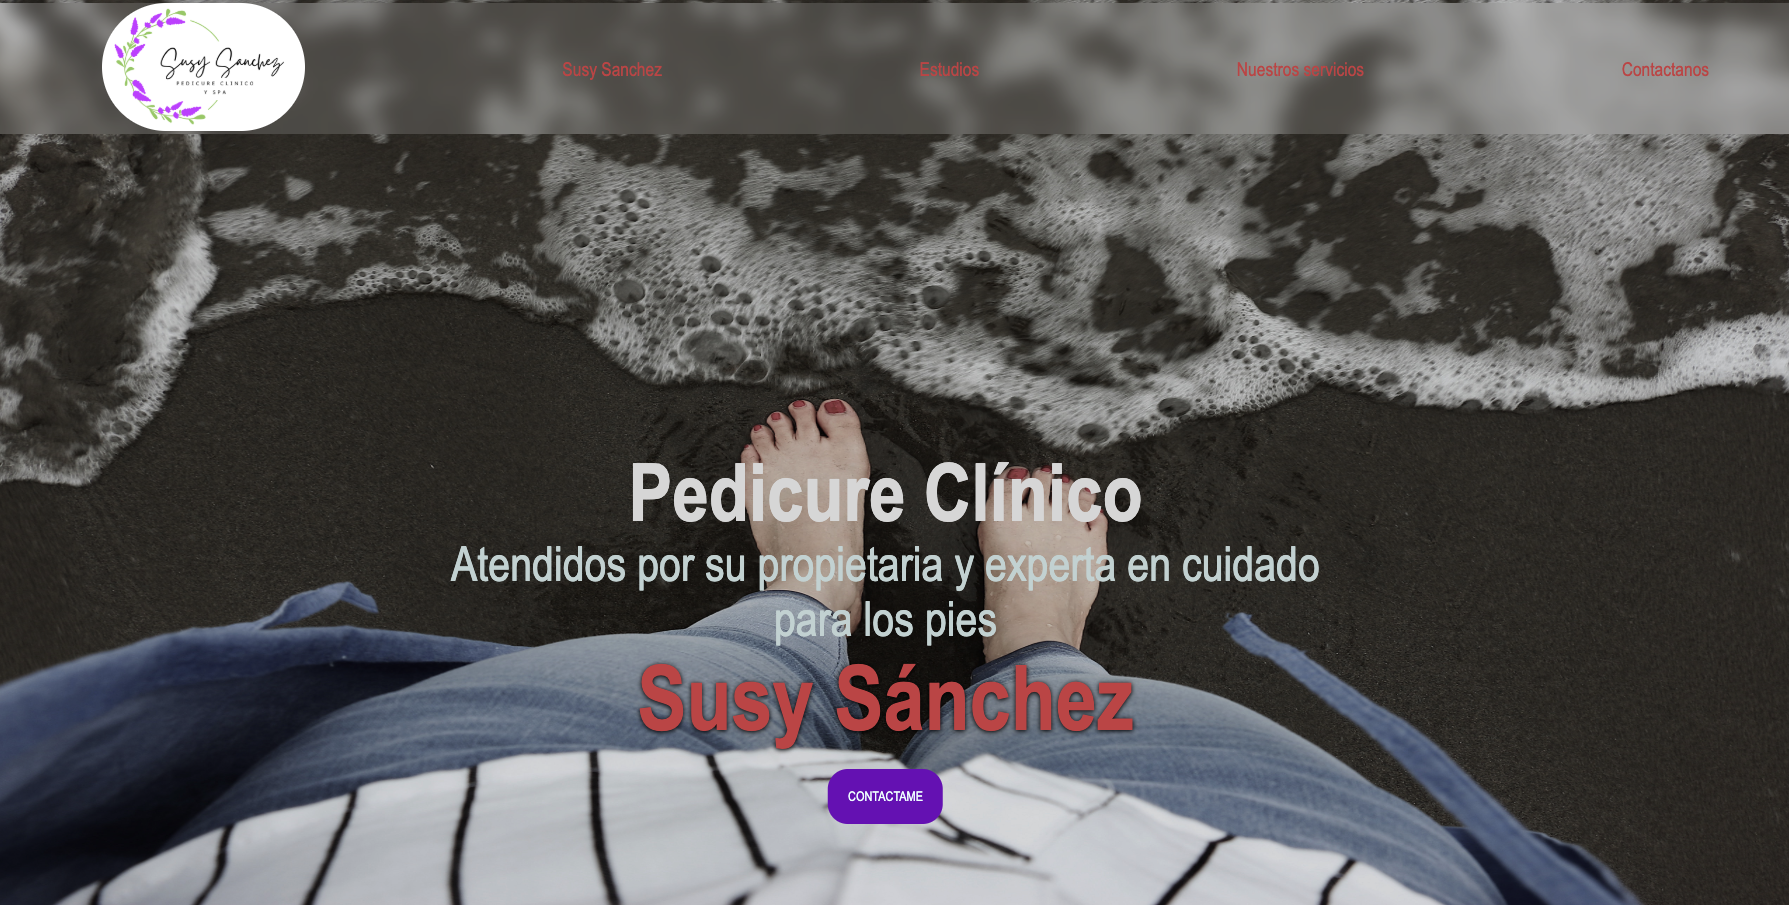 Susy Sanchez
PEDICURE CLINICO
Y SPA
Susy Sanchez
Estudios
Nuestros servicios
Contactanos
Pedicure Clínico
Atendidos por su propietaria y experta en cuidado
para los pies
Susy Sánchez
CONTACTAME